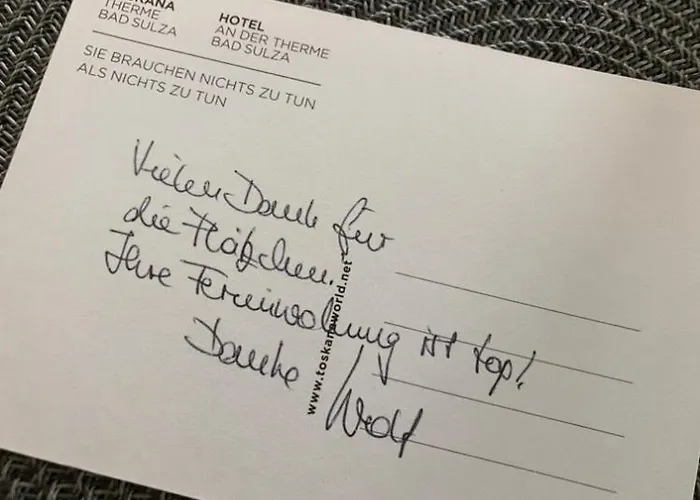 THERME
BAD SULZA
HOTEL
AN DER THERME
BAD SULZA
SIE BRAUCHEN NICHTS ZU TUN
ALS NICHTS ZU TUN
Vielen Dank für
die Plätzchen.
Ihre Ferienwohnung ist top!
Danke
Wolf
www.toskanaworld.net